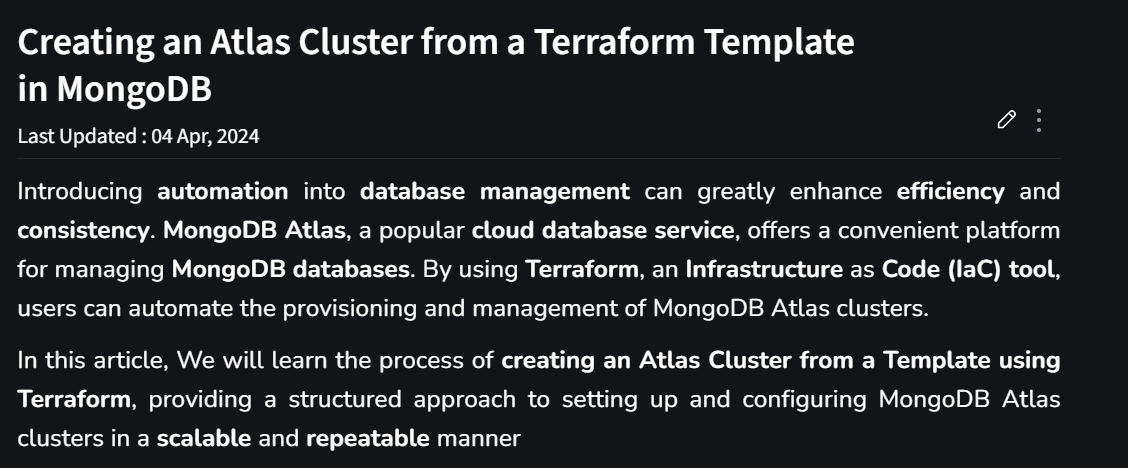 Creating an Atlas Cluster from a Terraform Template
in MongoDB
Last Updated : 04 Apr, 2024
Introducing automation into database management can greatly enhance efficiency and
consistency. MongoDB Atlas, a popular cloud database service, offers a convenient platform
for managing MongoDB databases. By using Terraform, an Infrastructure as Code (IaC) tool,
users can automate the provisioning and management of MongoDB Atlas clusters.
In this article, We will learn the process of creating an Atlas Cluster from a Template using
Terraform, providing a structured approach to setting up and configuring MongoDB Atlas
clusters in a scalable and repeatable manner